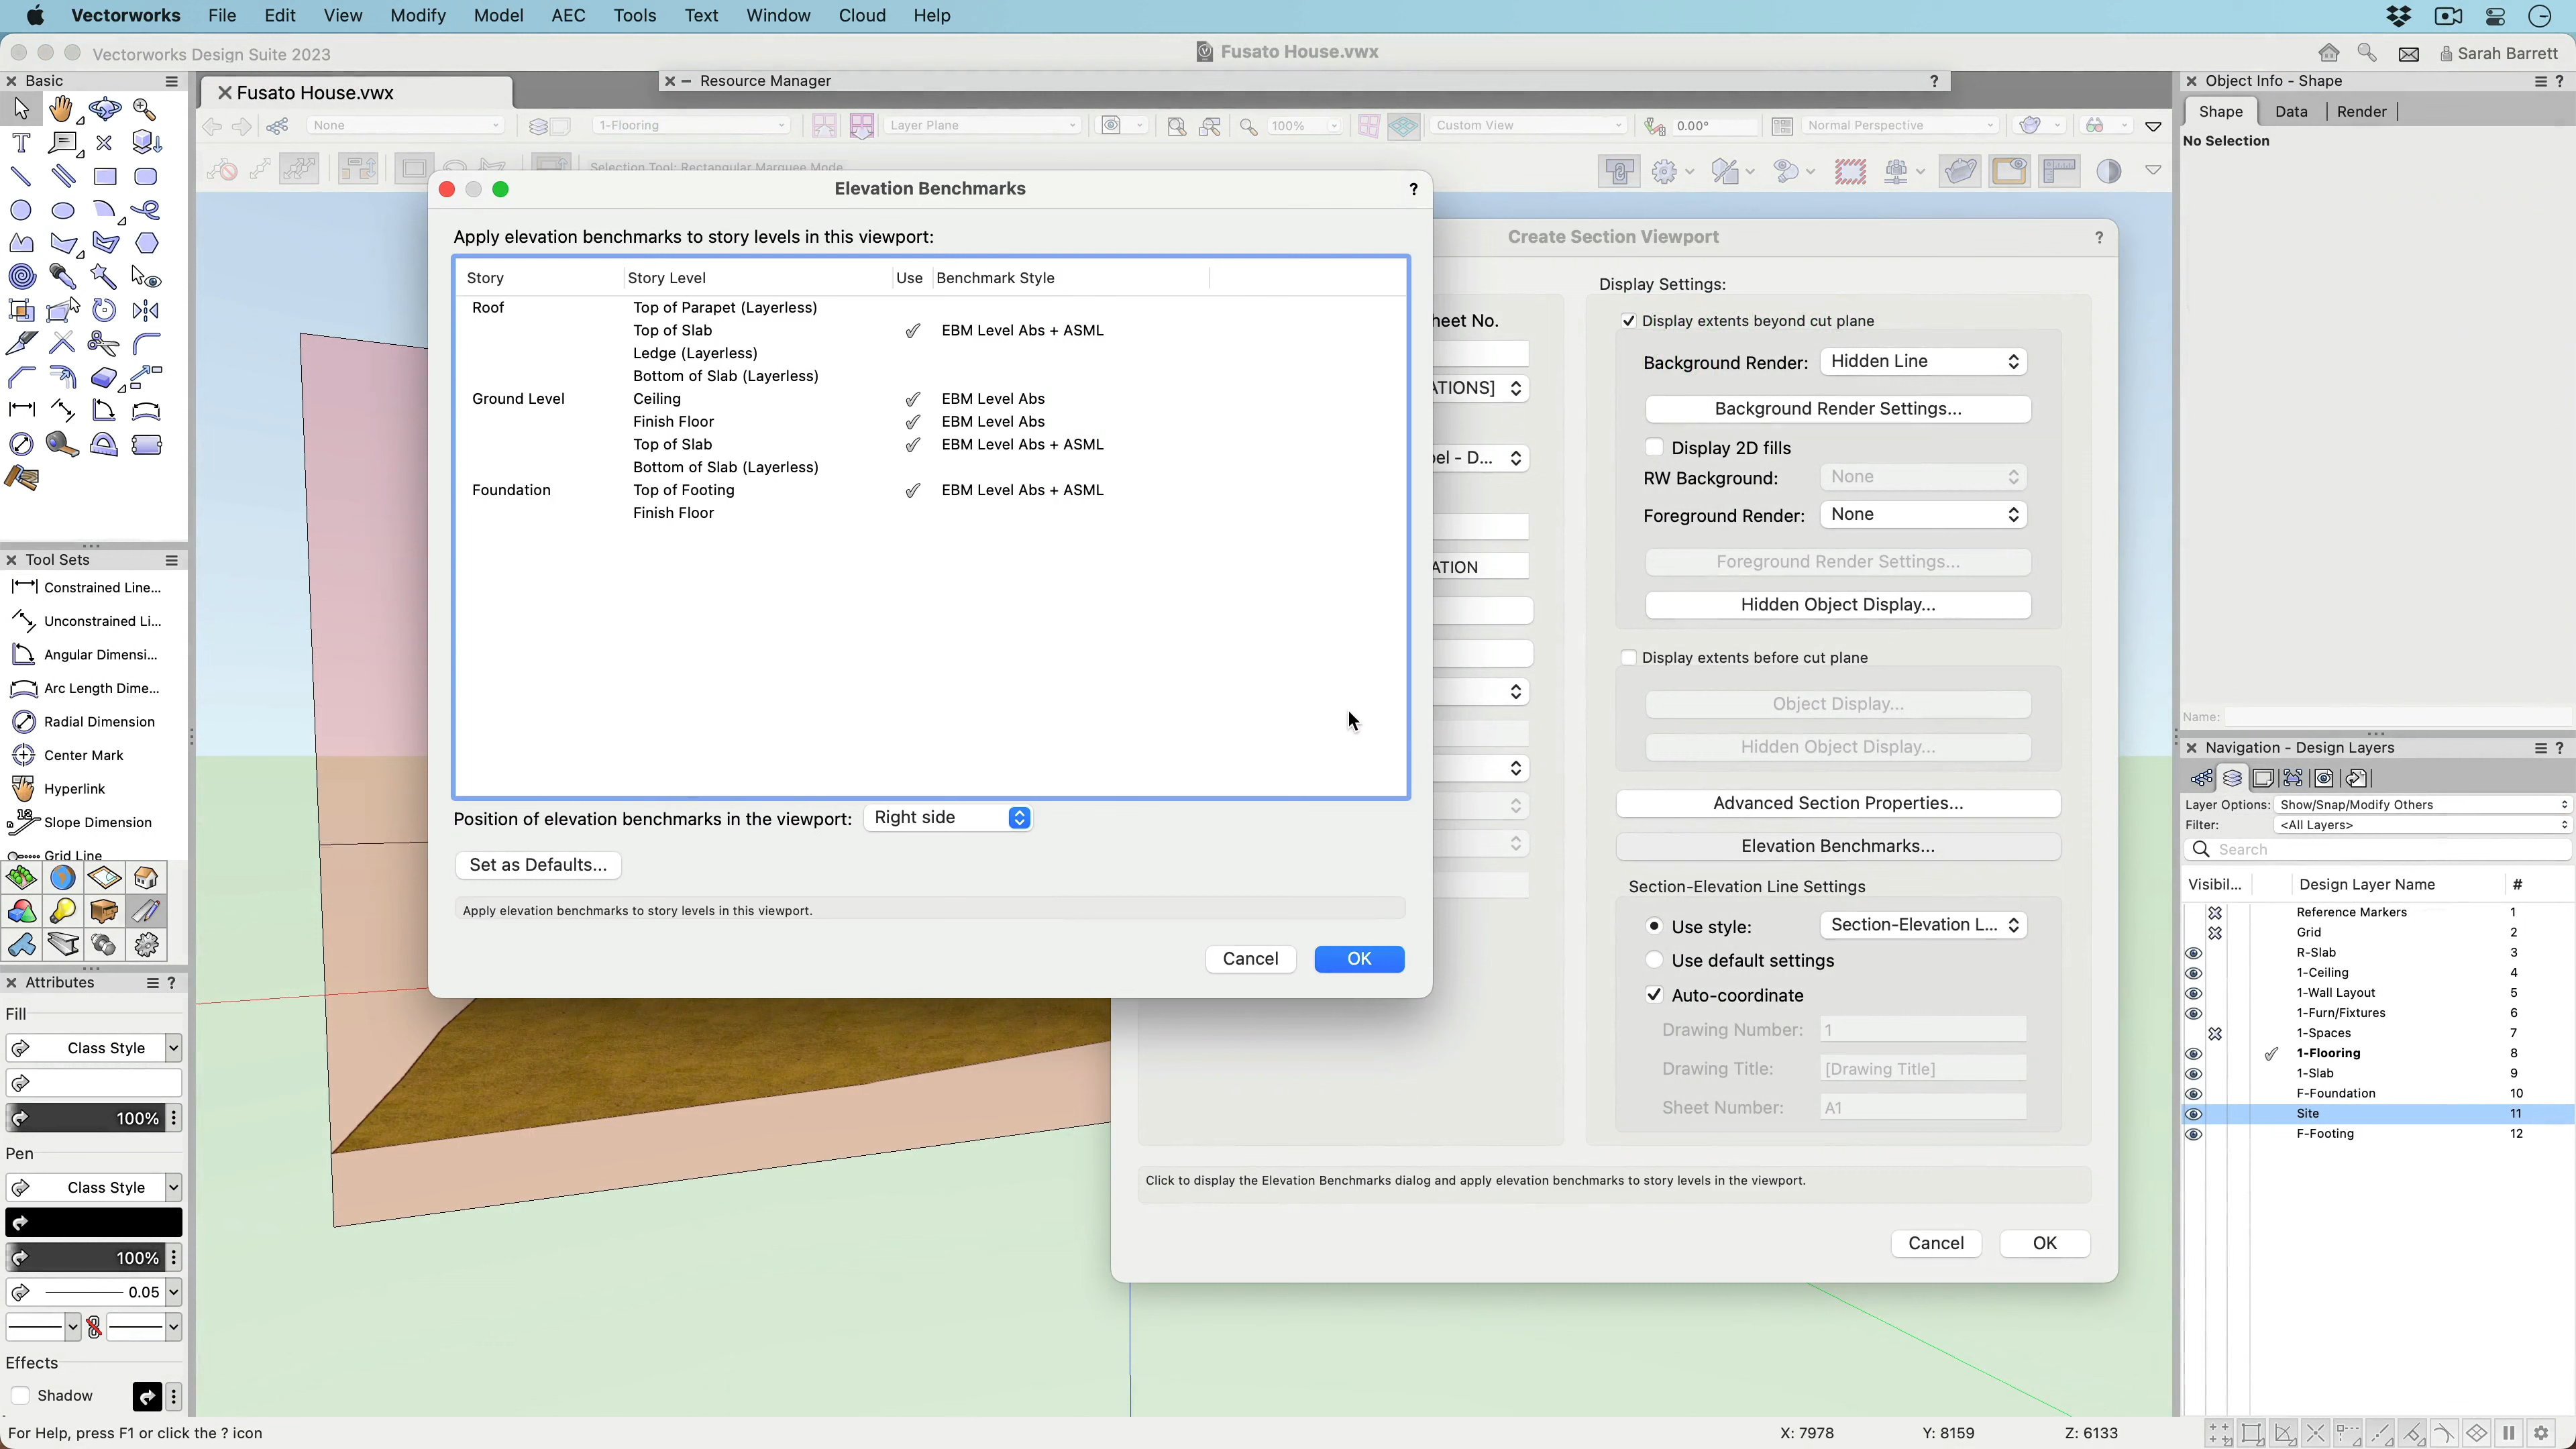 Vectorworks File Edit View Modify Model AEC Tools Text Window Cloud Help
Vectorworks Design Suite 2023
Fusato House.vwx
Sarah Barrett
Basic
Fusato House.vwx
Resource Manager ?
None
1-Flooring
Layer Plane
100%
Custom View
0.00°
Normal Perspective
Selection Tool: Rectangular Marquee Mode
Elevation Benchmarks ?
Apply elevation benchmarks to story levels in this viewport:
Story Story Level Use Benchmark Style
Roof Top of Parapet (Layerless)
Top of Slab EBM Level Abs + ASML
Ledge (Layerless)
Bottom of Slab (Layerless)
Ground Level Ceiling EBM Level Abs
Finish Floor EBM Level Abs
Top of Slab EBM Level Abs + ASML
Bottom of Slab (Layerless)
Foundation Top of Footing EBM Level Abs + ASML
Finish Floor
Position of elevation benchmarks in the viewport: Right side
Set as Defaults...
Apply elevation benchmarks to story levels in this viewport.
Cancel OK
Create Section Viewport ?
heet No.
ATIONS]
el - D...
ATION
Display Settings:
Display extents beyond cut plane
Background Render: Hidden Line
Background Render Settings...
Display 2D fills
RW Background: None
Foreground Render: None
Foreground Render Settings...
Hidden Object Display...
Display extents before cut plane
Object Display...
Hidden Object Display...
Advanced Section Properties...
Elevation Benchmarks...
Section-Elevation Line Settings
Use style: Section-Elevation L...
Use default settings
Auto-coordinate
Drawing Number: 1
Drawing Title: [Drawing Title]
Sheet Number: A1
Click to display the Elevation Benchmarks dialog and apply elevation benchmarks to story levels in the viewport.
Cancel OK
Tool Sets
Constrained Line...
Unconstrained Li...
Angular Dimensi...
Arc Length Dime...
Radial Dimension
Center Mark
Hyperlink
Slope Dimension
Grid Line
Attributes ?
Fill
Class Style
100%
Pen
Class Style
100%
0.05
Effects
Shadow
Object Info - Shape ?
Shape Data Render
No Selection
Name:
Navigation - Design Layers ?
Layer Options: Show/Snap/Modify Others
Filter: <All Layers>
Search
Visibil... Design Layer Name #
Reference Markers 1
Grid 2
R-Slab 3
1-Ceiling 4
1-Wall Layout 5
1-Furn/Fixtures 6
1-Spaces 7
1-Flooring 8
1-Slab 9
F-Foundation 10
Site 11
F-Footing 12
For Help, press F1 or click the ? icon
X: 7978 Y: 8159 Z: 6133